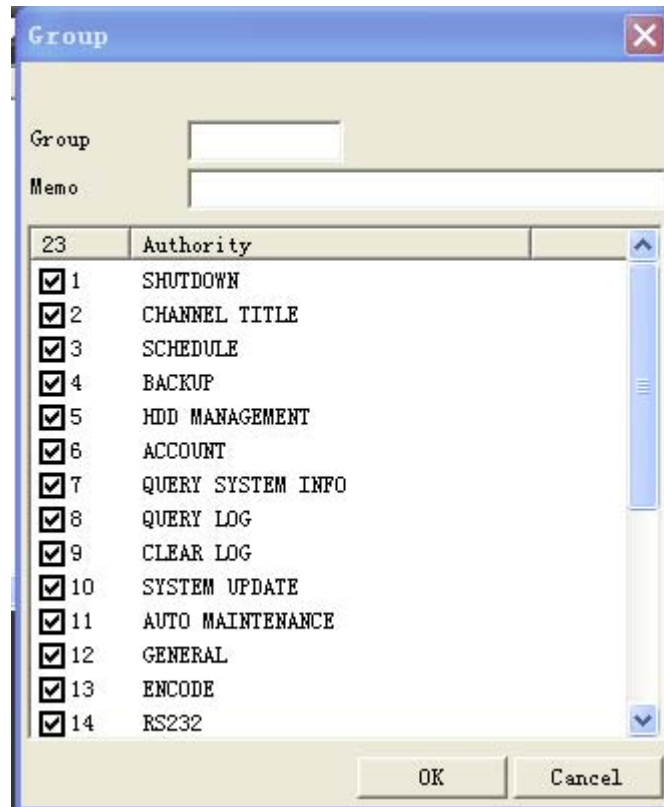 Group
Group
Memo
23 Authority
1 SHUTDOWN
2 CHANNEL TITLE
3 SCHEDULE
4 BACKUP
5 HDD MANAGEMENT
6 ACCOUNT
7 QUERY SYSTEM INFO
8 QUERY LOG
9 CLEAR LOG
10 SYSTEM UPDATE
11 AUTO MAINTENANCE
12 GENERAL
13 ENCODE
14 RS232
OK Cancel